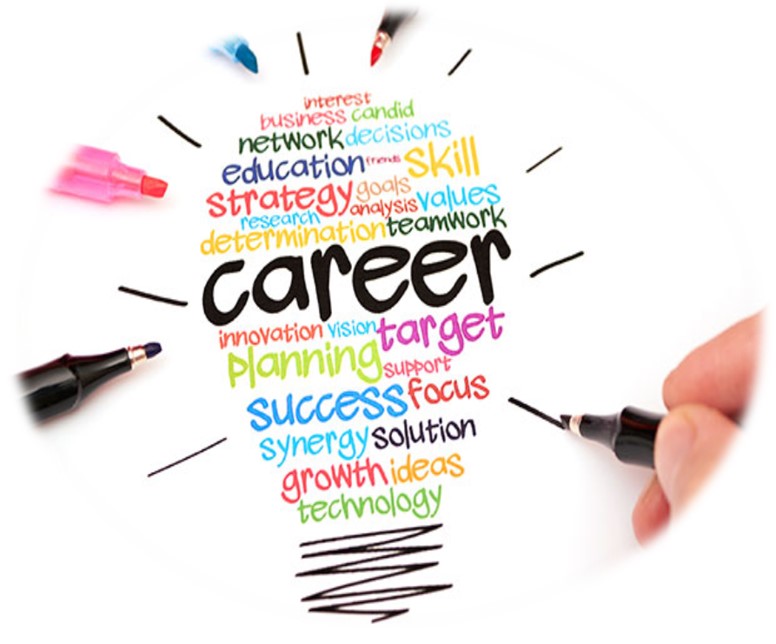 interest
business candid
network decisions
education friends skill
strategy goals
research analysis values
determination teamwork
career
innovation vision target
planning support
success focus
synergy solution
growth ideas
technology